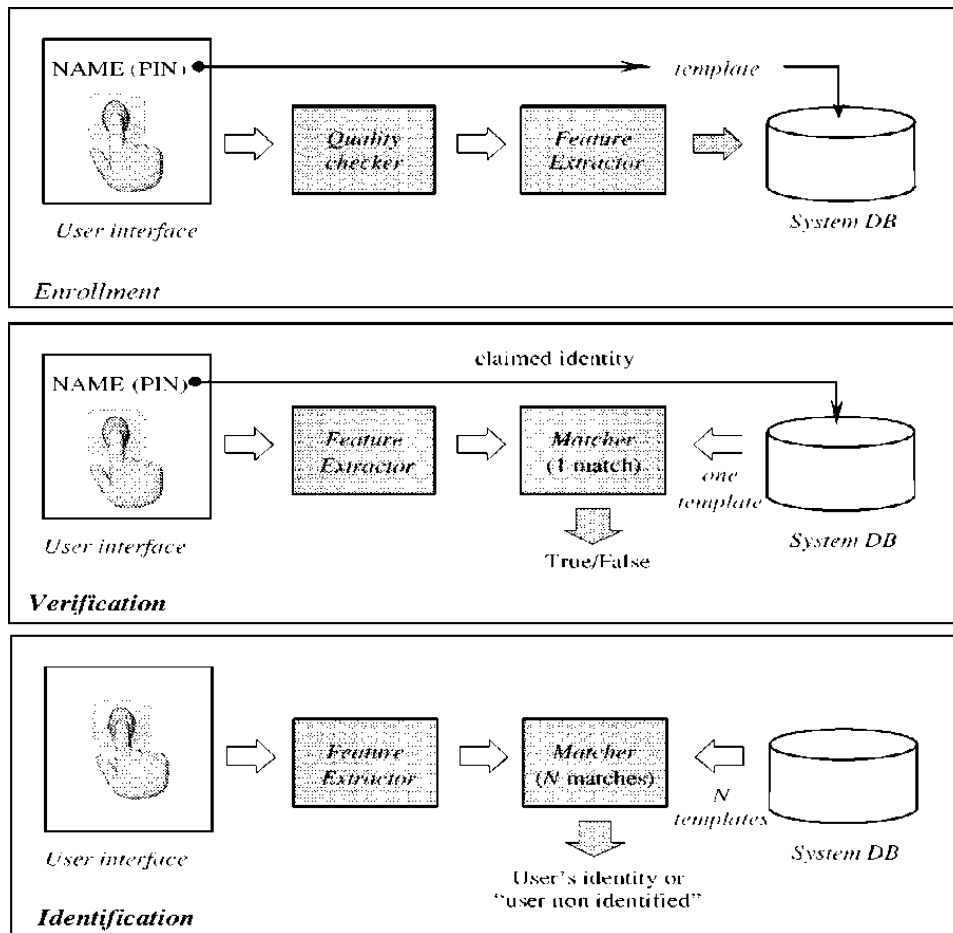 NAME (PIN)
template
Quality
checker
Feature
Extractor
User interface
System DB
Enrollment
claimed identity
NAME (PIN)
Feature
Extractor
Matcher
(1 match)
one
template
User interface
System DB
True/False
Verification
Feature
Extractor
Matcher
(N matches)
N
templates
User interface
System DB
User's identity or
"user non identified"
Identification